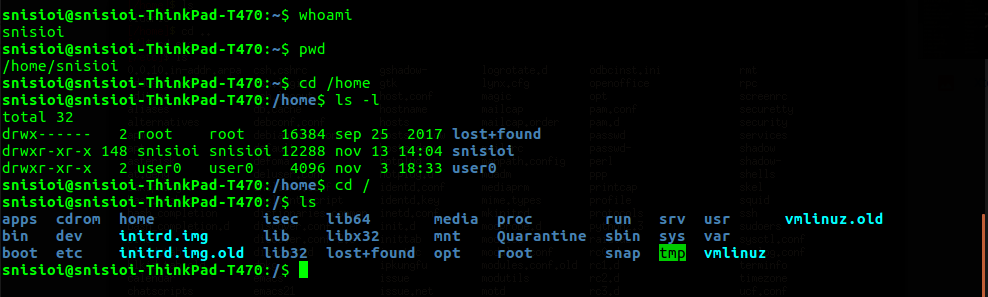 snisioi@snisioi-ThinkPad-T470:~$ whoami
snisioi
snisioi@snisioi-ThinkPad-T470:~$ pwd
/home/snisioi
snisioi@snisioi-ThinkPad-T470:~$ cd /home
snisioi@snisioi-ThinkPad-T470:/home$ ls -l
total 32
drwx------   2 root    root    16384 sep 25  2017 lost+found
drwxr-xr-x 148 snisioi snisioi 12288 nov 13 14:04 snisioi
drwxr-xr-x   2 user0   user0    4096 nov  3 18:33 user0
snisioi@snisioi-ThinkPad-T470:/home$ cd /
snisioi@snisioi-ThinkPad-T470:/$ ls
apps  cdrom  home            isec   lib64       media  proc        run   srv  usr      vmlinuz.old
bin   dev    initrd.img      lib    libx32      mnt    Quarantine  sbin  sys  var
boot  etc    initrd.img.old  lib32  lost+found  opt    root        snap  tmp  vmlinuz
snisioi@snisioi-ThinkPad-T470:/$